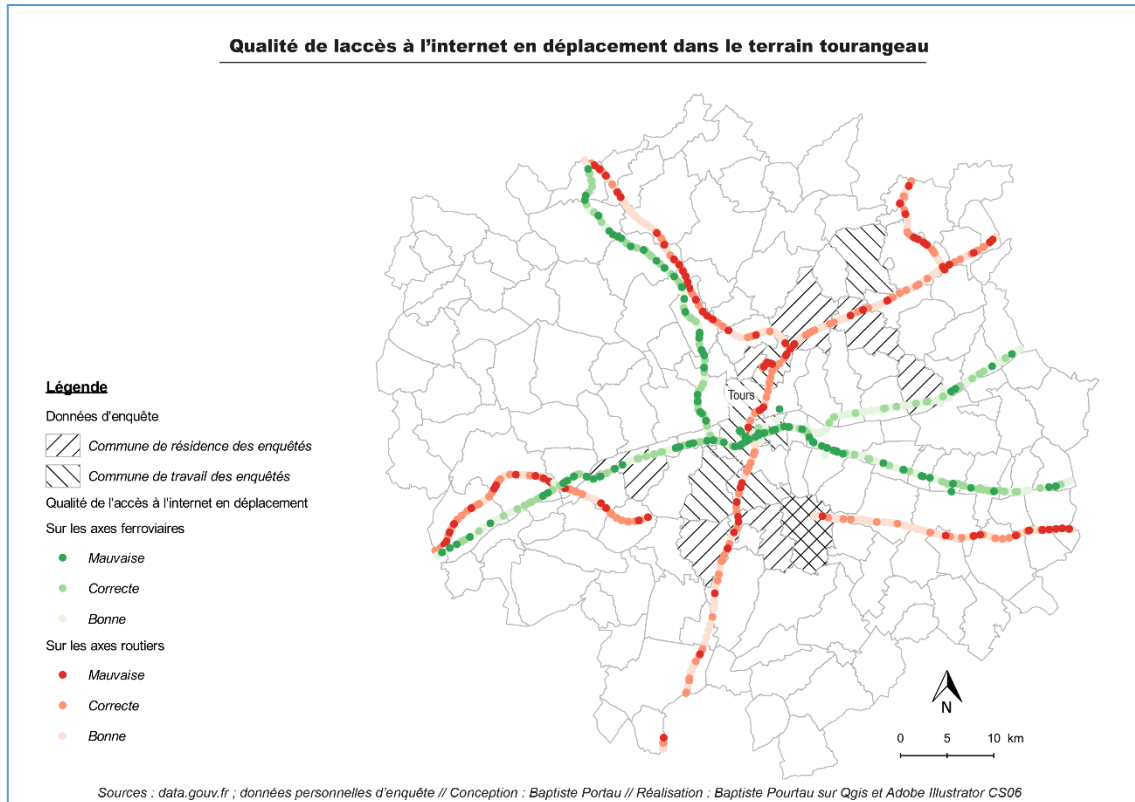 Qualité de laccès à l'internet en déplacement dans le terrain tourangeau
Tours
Légende
Données d'enquête
Commune de résidence des enquêtés
Commune de travail des enquêtés
Qualité de l'accès à l'internet en déplacement
Sur les axes ferroviaires
Mauvaise
Correcte
Bonne
Sur les axes routiers
Mauvaise
Correcte
Bonne
N
0 5 10 km
Sources : data.gouv.fr ; données personnelles d'enquête // Conception : Baptiste Portau // Réalisation : Baptiste Pourtau sur Qgis et Adobe Illustrator CS06